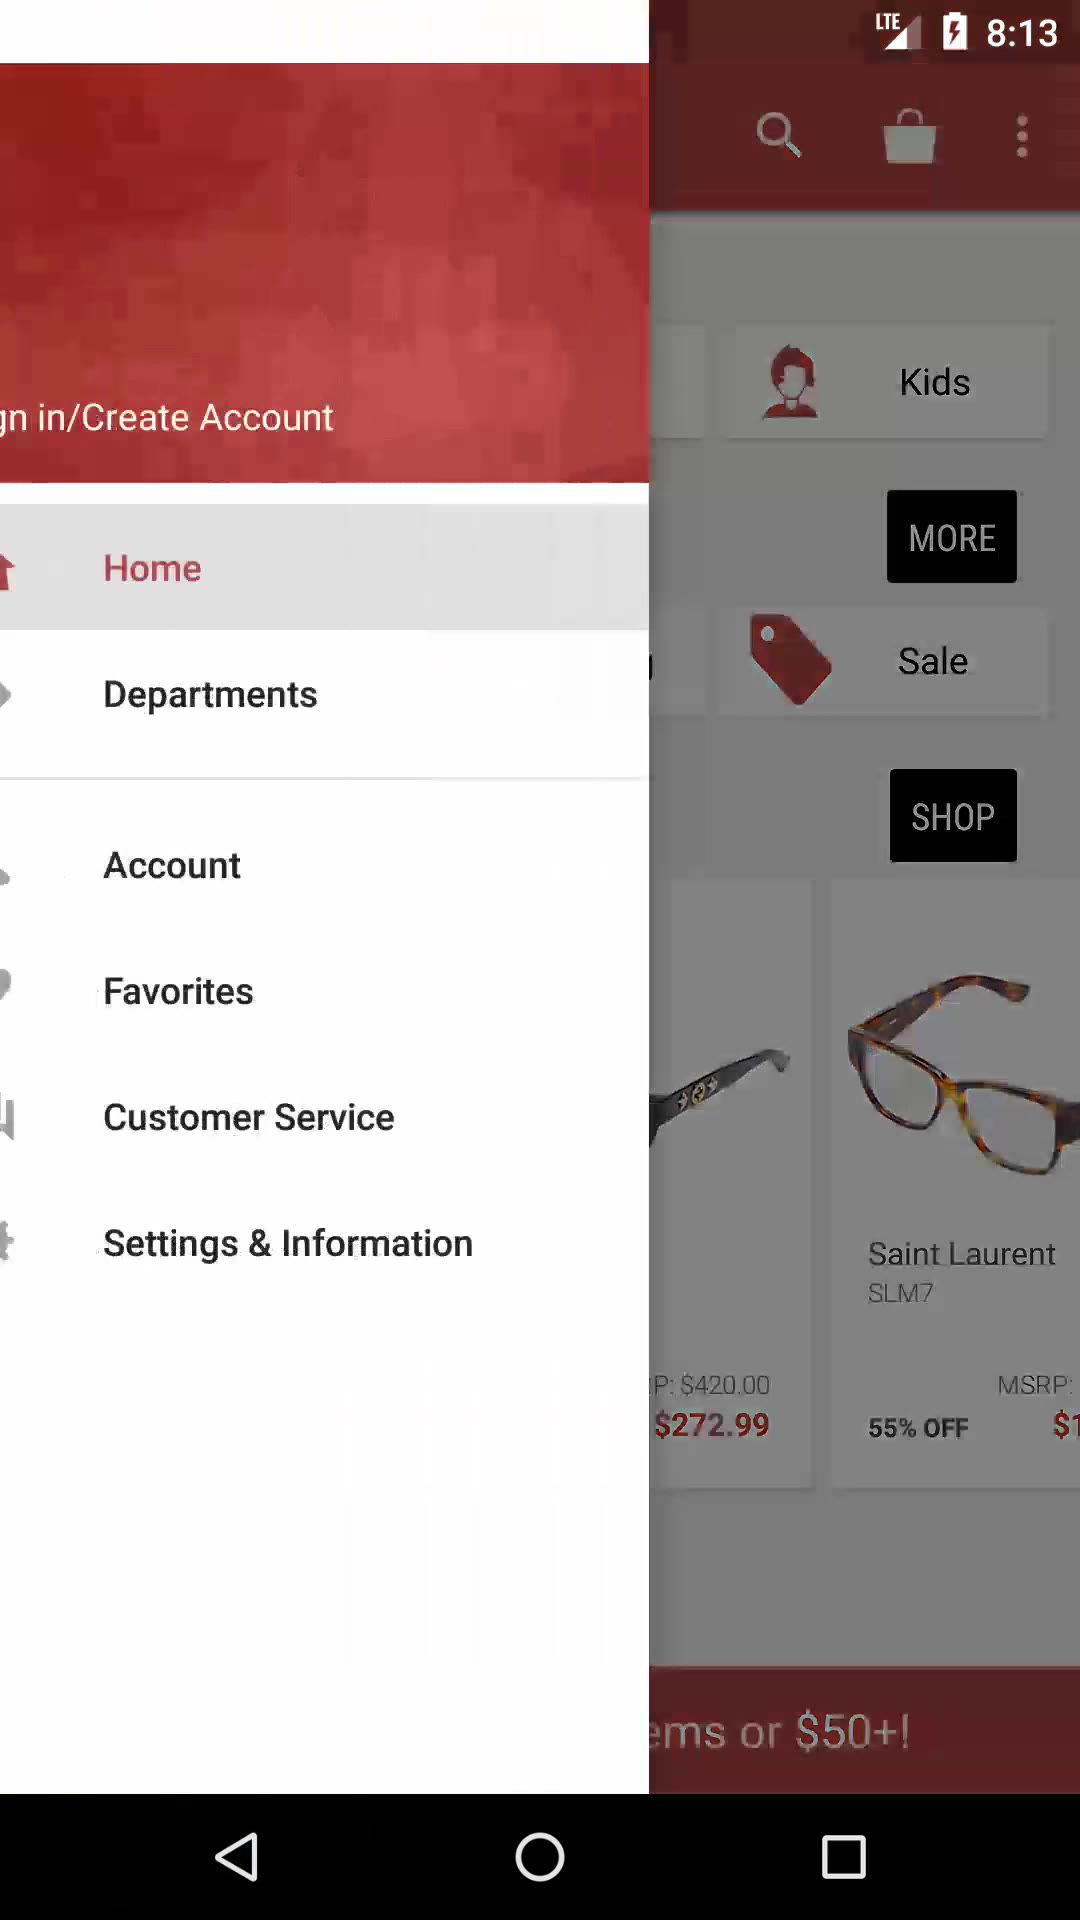 LTE 8:13
gn in/Create Account
Kids
Home
MORE
Departments
Sale
SHOP
Account
Favorites
Customer Service
Settings & Information
Saint Laurent
SLM7
P: $420.00
$272.99
MSRP:
55% OFF
$1
ems or $50+!